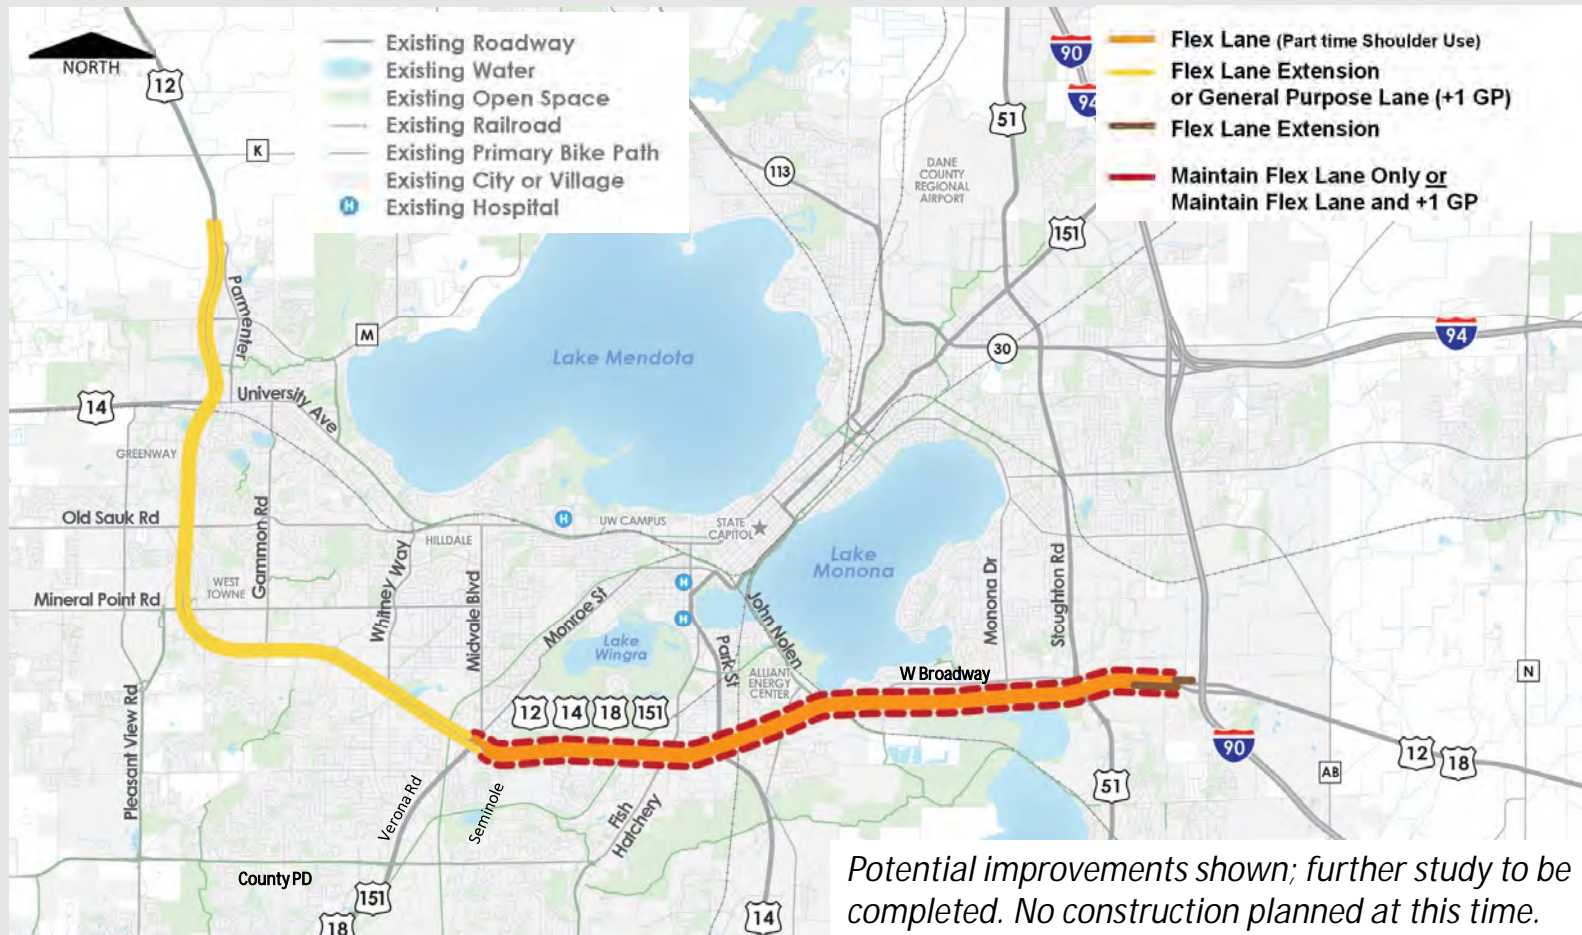 NORTH
12
K
Existing Roadway
Existing Water
Existing Open Space
Existing Railroad
Existing Primary Bike Path
Existing City or Village
H Existing Hospital
90
94
51
113
DANE
COUNTY
REGIONAL
AIRPORT
151
Flex Lane (Part time Shoulder Use)
Flex Lane Extension
or General Purpose Lane (+1 GP)
Flex Lane Extension
Maintain Flex Lane Only or
Maintain Flex Lane and +1 GP
Parmenter
M
Lake Mendota
30
94
14
University Ave
GREENWAY
Old Sauk Rd
Gammon Rd
HILLDALE
H
UW CAMPUS
STATE
CAPITOL
Lake
Monona
WEST
TOWNE
Mineral Point Rd
Whitney Way
Midvale Blvd
Monroe St
H
H
Lake
Wingra
Park St
John Nolen
ALLIANT
ENERGY
CENTER
Monona Dr
Stoughton Rd
W Broadway
N
Pleasant View Rd
12
14
18
151
Verona Rd
Seminole
Fish
Hatchery
90
12
18
AB
51
County PD
151
18
14
Potential improvements shown; further study to be
completed. No construction planned at this time.